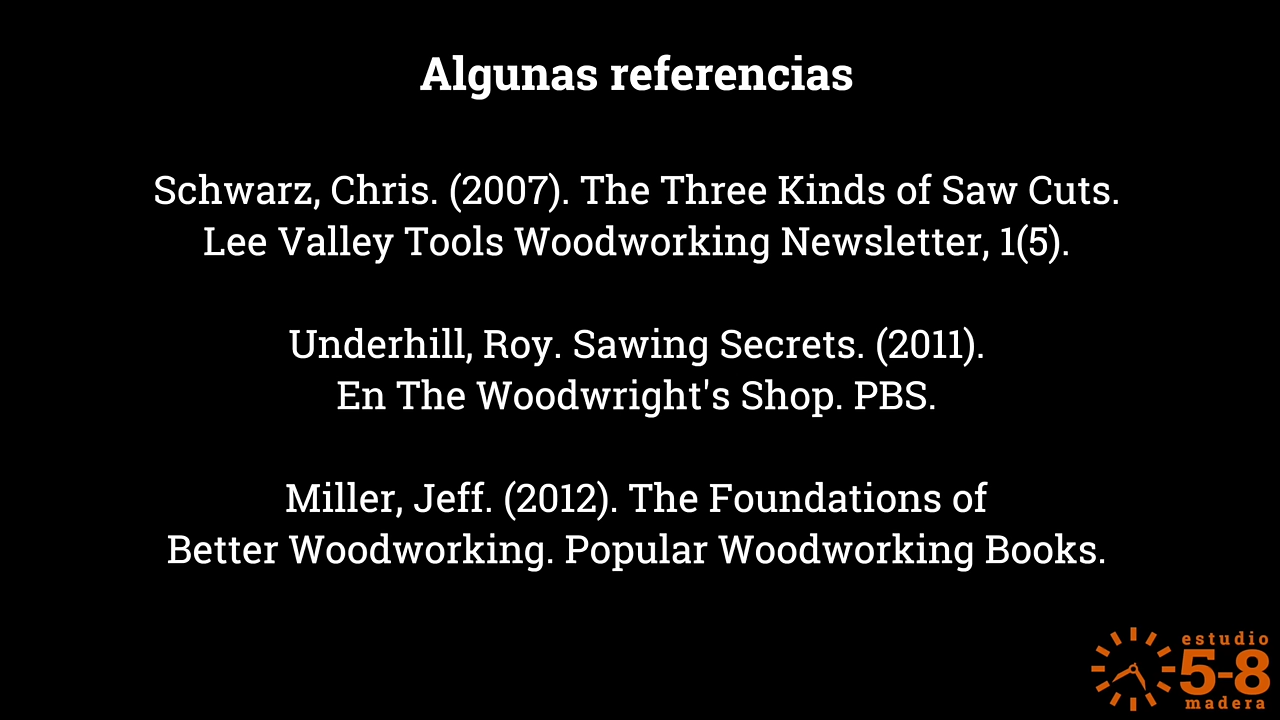 Algunas referencias
Schwarz, Chris. (2007). The Three Kinds of Saw Cuts.
Lee Valley Tools Woodworking Newsletter, 1(5).
Underhill, Roy. Sawing Secrets. (2011).
En The Woodwright's Shop. PBS.
Miller, Jeff. (2012). The Foundations of
Better Woodworking. Popular Woodworking Books.
estudio
5-8
madera